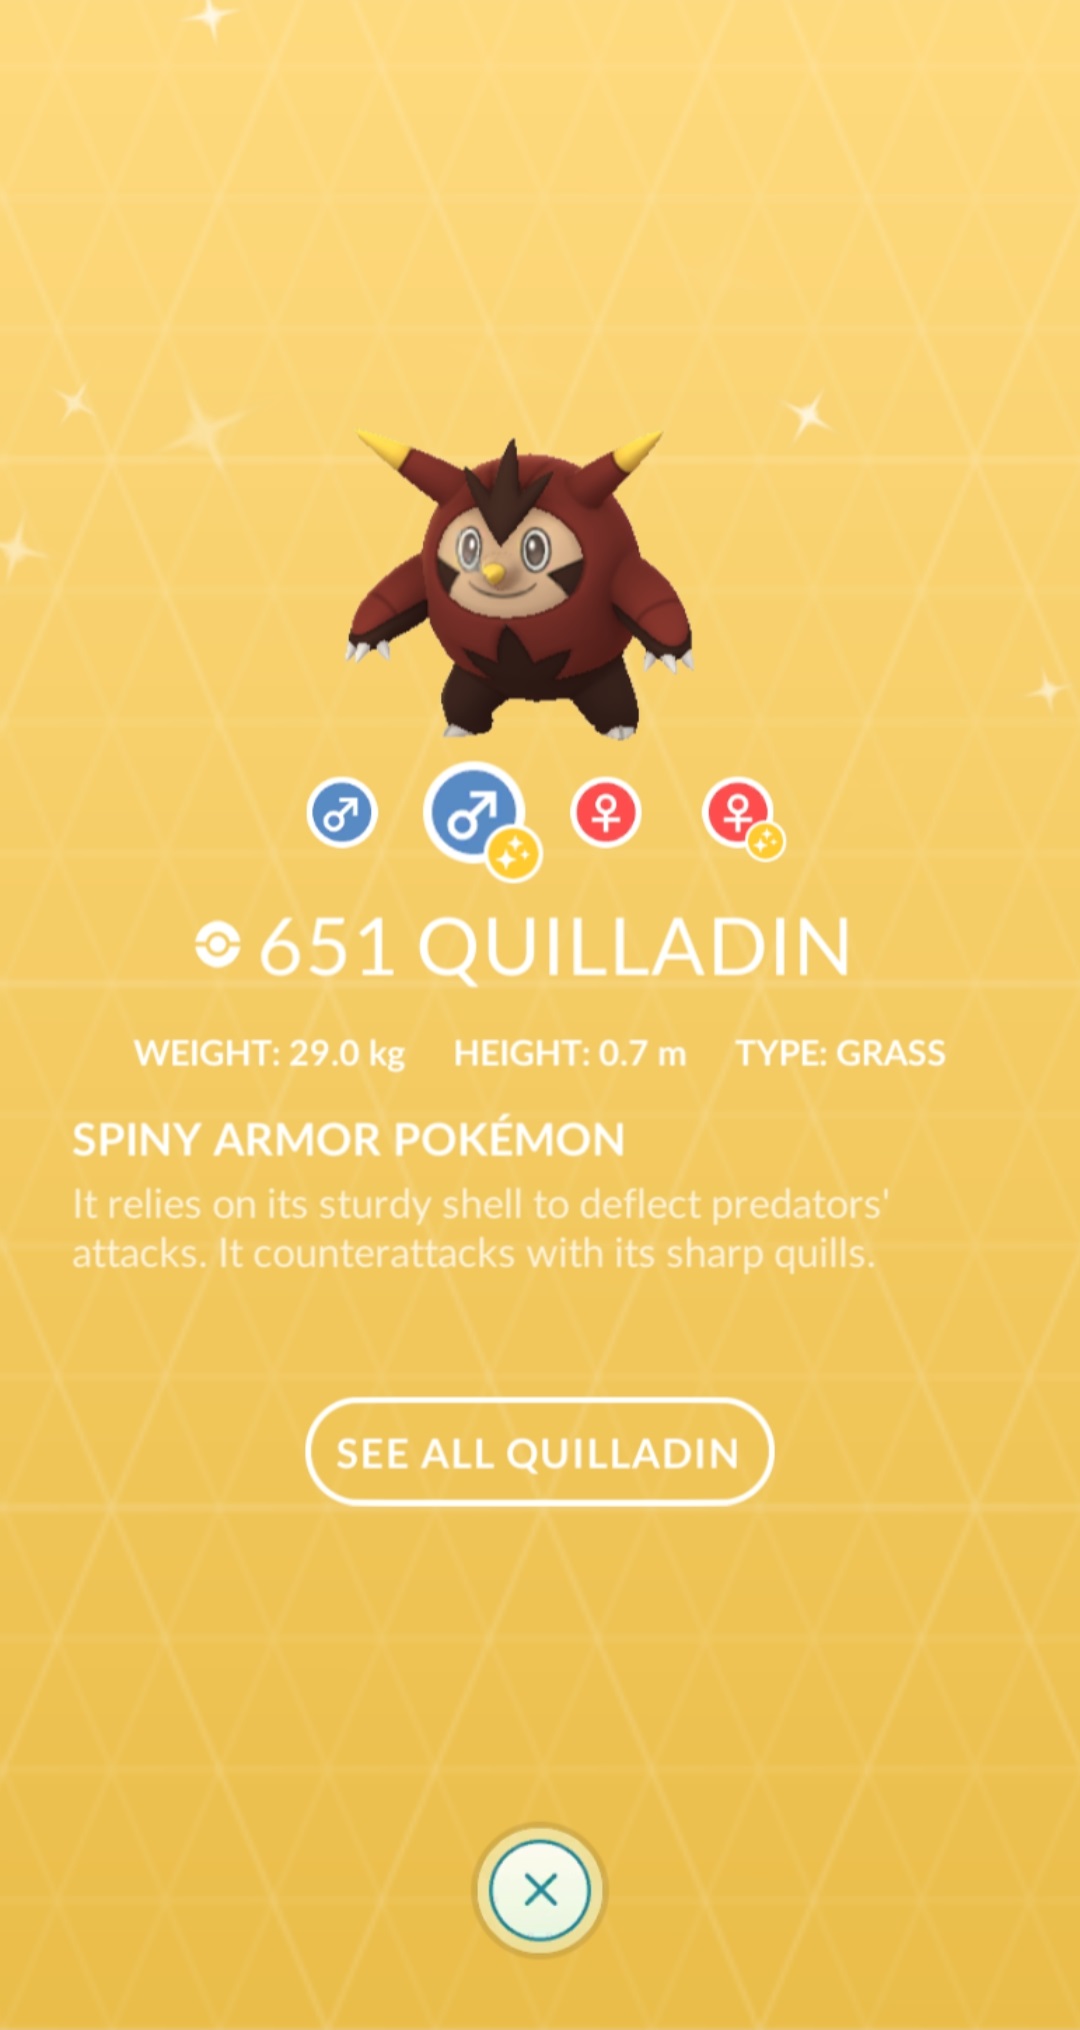 651 QUILLADIN
WEIGHT: 29.0 kg HEIGHT: 0.7 m TYPE: GRASS
SPINY ARMOR POKÉMON
It relies on its sturdy shell to deflect predators'
attacks. It counterattacks with its sharp quills.
SEE ALL QUILLADIN